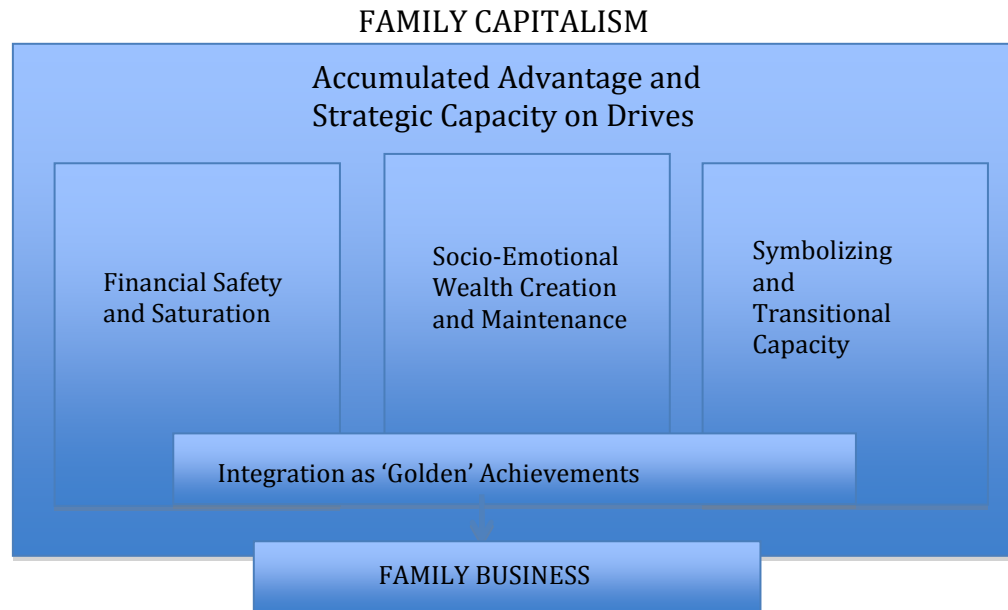 FAMILY CAPITALISM
Accumulated Advantage and
Strategic Capacity on Drives
Financial Safety
and Saturation
Socio-Emotional
Wealth Creation
and Maintenance
Symbolizing
and
Transitional
Capacity
Integration as ‘Golden’ Achievements
FAMILY BUSINESS